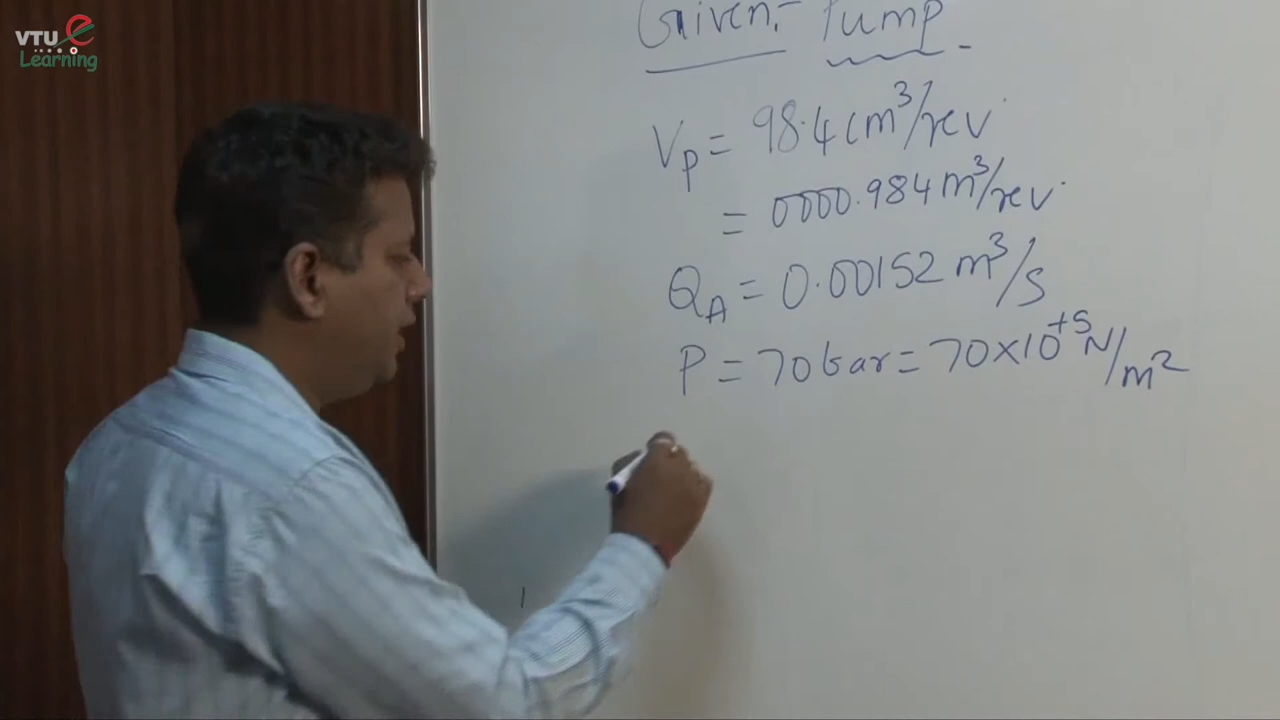 VTU e
Learning
Given:- Pump.
Vp = 98.4 cm³/rev
= 0000.984 m³/rev
QA = 0.00152 m³/s
P = 70 bar = 70×10⁺⁵ N/m²